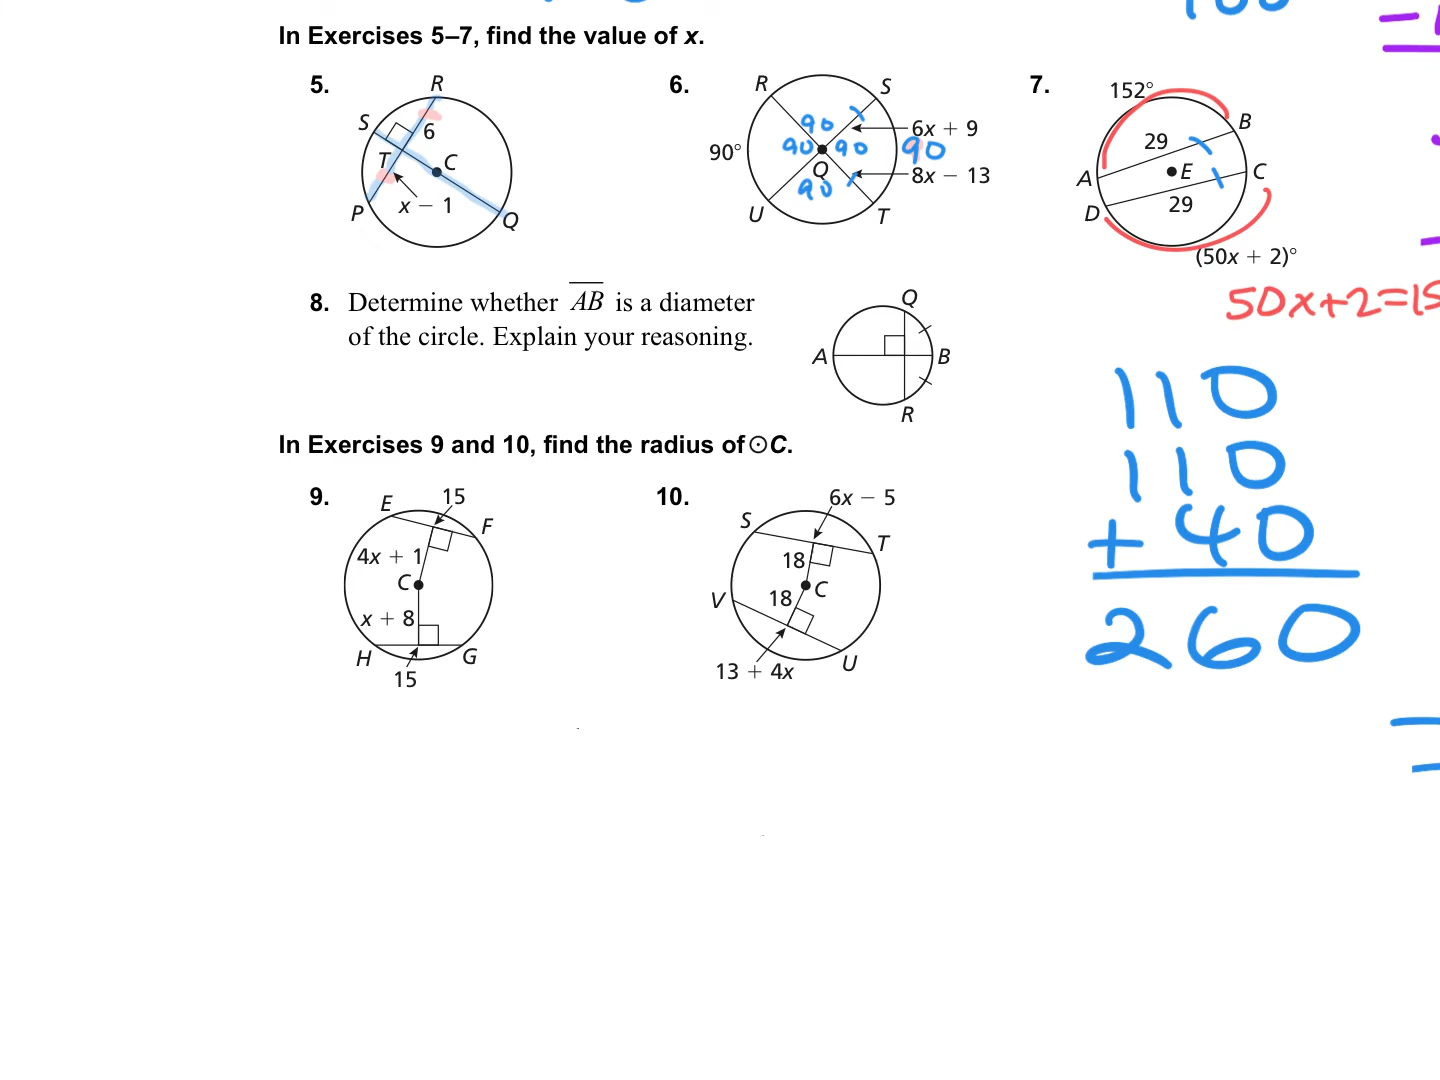 In Exercises 5–7, find the value of x.
5.
R
S
6
T
C
P
x − 1
Q
6.
R
S
90
6x + 9
90°
90
90
90
Q
8x − 13
90
U
T
7.
152°
B
29
A
E
C
D
29
(50x + 2)°
50x+2=15
8. Determine whether AB is a diameter
of the circle. Explain your reasoning.
Q
A
B
R
110
110
+ 40
260
In Exercises 9 and 10, find the radius of ⊙C.
9.
E
15
F
4x + 1
C
x + 8
H
G
15
10.
6x − 5
S
T
18
C
V
18
13 + 4x
U